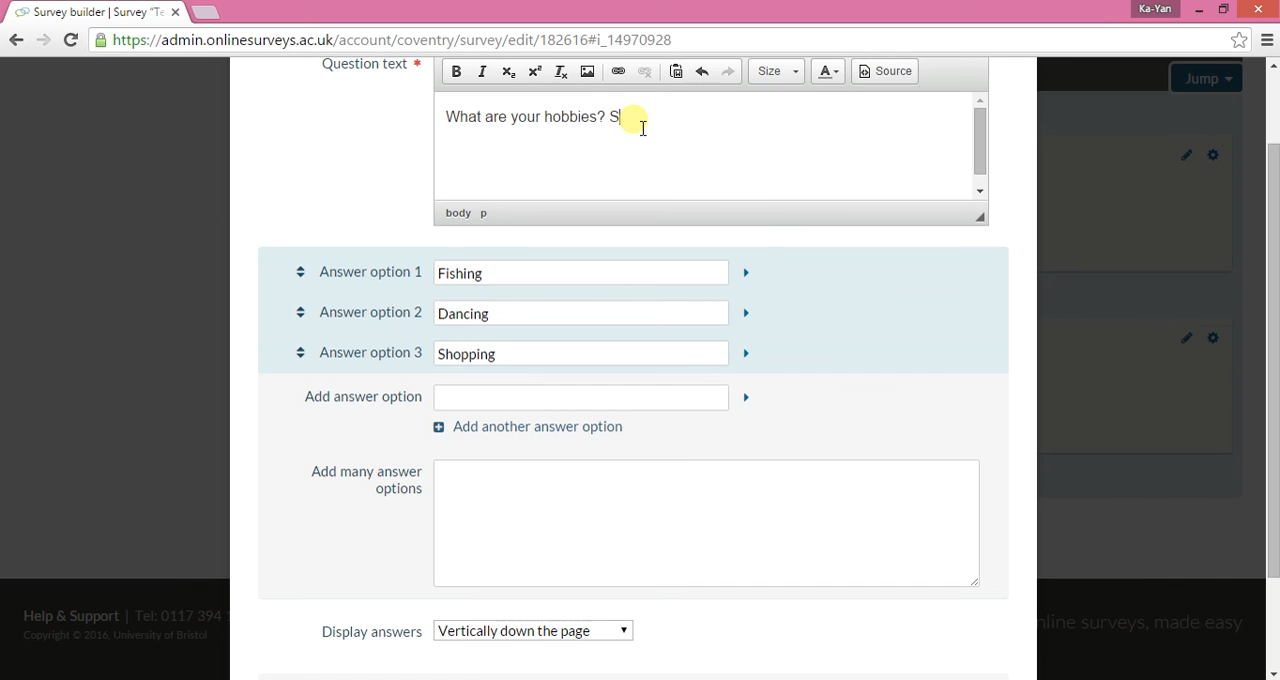 Survey builder | Survey "Te
Ka-Yan
https://admin.onlinesurveys.ac.uk/account/coventry/survey/edit/182616#i_14970928
Jump
Question text *
B I x₂ x² Tx Size A Source
What are your hobbies? S
body p
Answer option 1 Fishing
Answer option 2 Dancing
Answer option 3 Shopping
Add answer option
Add another answer option
Add many answer
options
Display answers Vertically down the page
Help & Support | Tel: 0117 394
Copyright © 2016, University of Bristol
nline surveys, made easy